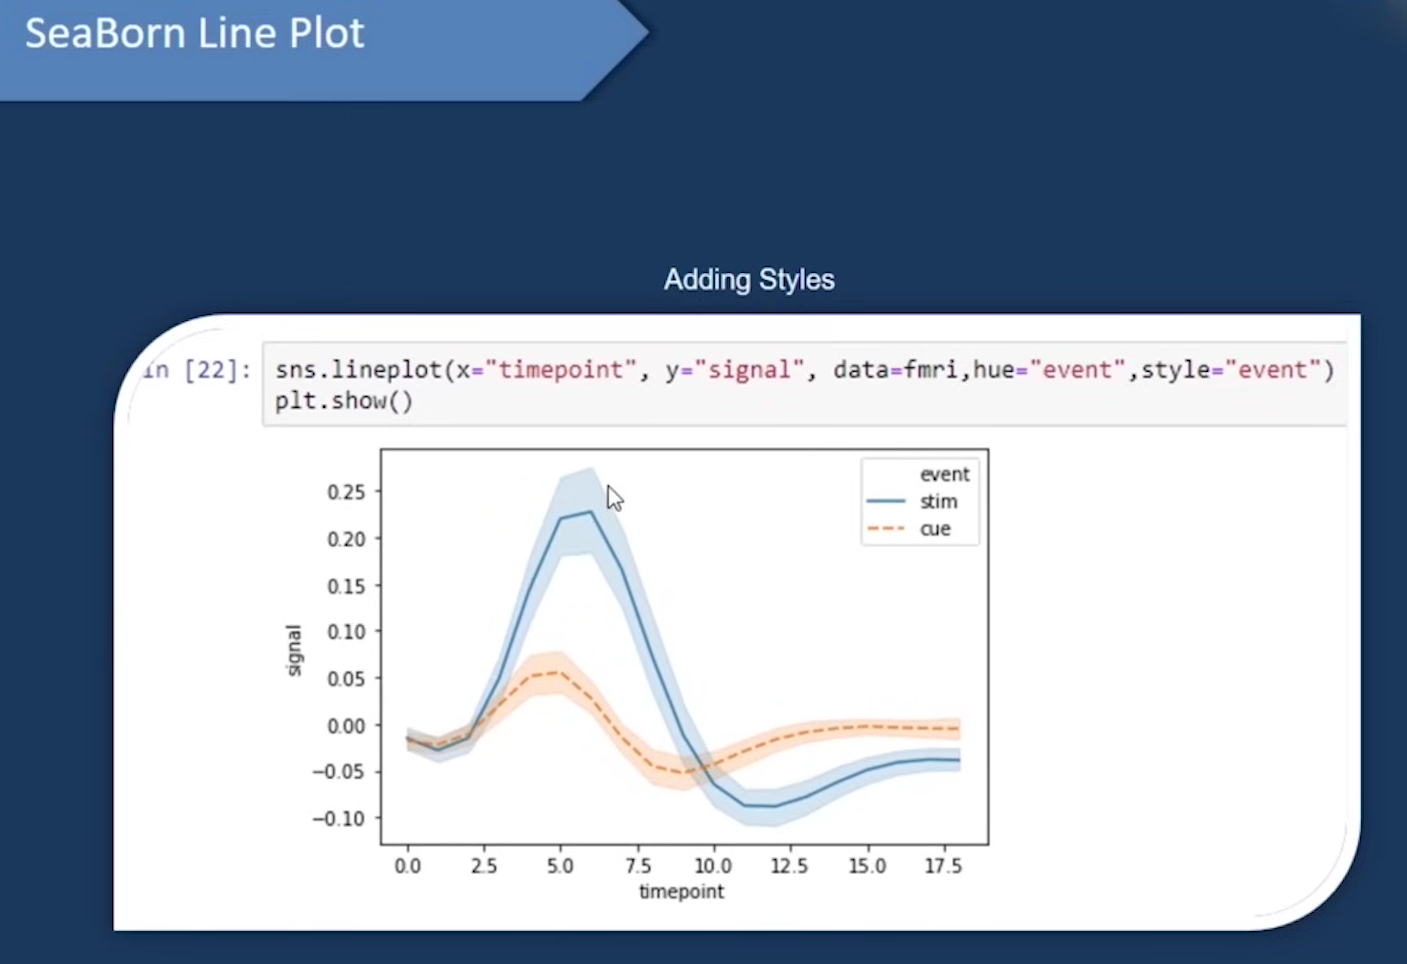 SeaBorn Line Plot
Adding Styles
In [22]: sns.lineplot(x="timepoint", y="signal", data=fmri,hue="event",style="event")
plt.show()
event
stim
cue
0.25
0.20
0.15
0.10
0.05
0.00
−0.05
−0.10
signal
0.0 2.5 5.0 7.5 10.0 12.5 15.0 17.5
timepoint